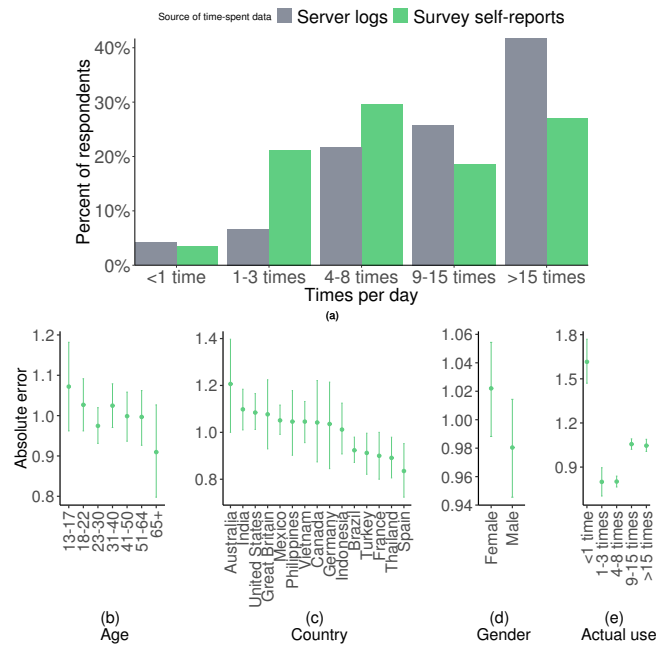 Source of time-spent data Server logs Survey self-reports
Percent of respondents
40%
30%
20%
10%
0%
<1 time 1-3 times 4-8 times 9-15 times >15 times
Times per day
(a)
Absolute error
1.2
1.1
1.0
0.9
0.8
13-17
18-22
23-30
31-40
41-50
51-64
65+
(b)
Age
1.4
1.2
1.0
0.8
Australia
India
United States
Great Britain
Mexico
Philippines
Vietnam
Canada
Germany
Indonesia
Brazil
Turkey
France
Thailand
Spain
(c)
Country
1.06
1.04
1.02
1.00
0.98
0.96
0.94
Female
Male
(d)
Gender
1.8
1.5
1.2
0.9
<1 time
1-3 times
4-8 times
9-15 times
>15 times
(e)
Actual use